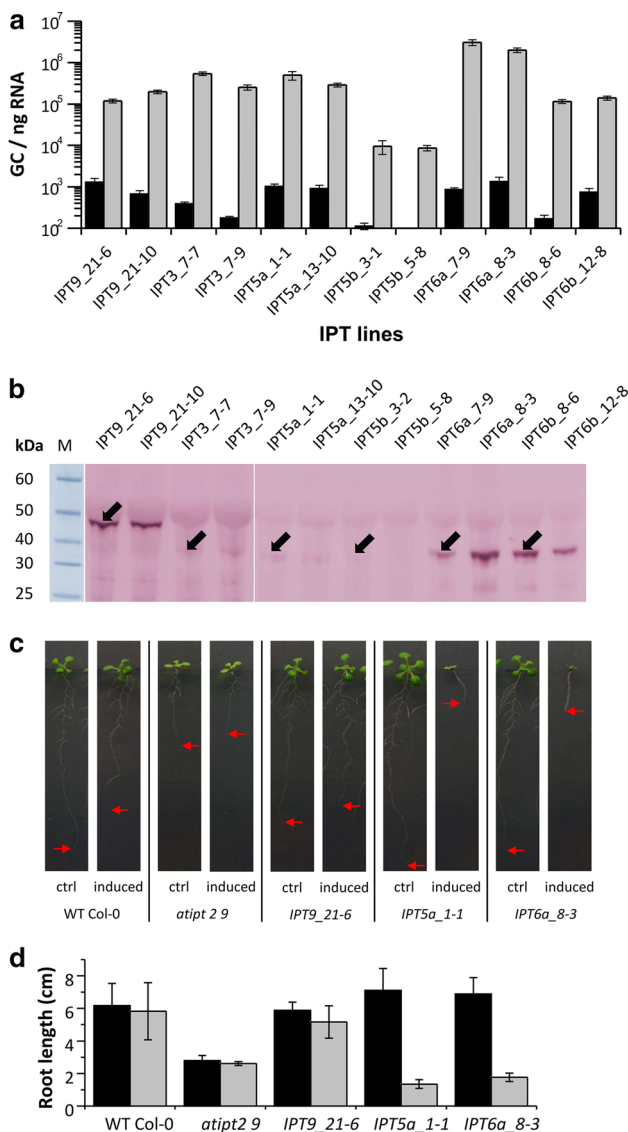 a
GC / ng RNA
10⁷
10⁶
10⁵
10⁴
10³
10²
IPT9_21-6
IPT9_21-10
IPT3_7-7
IPT3_7-9
IPT5a_1-1
IPT5a_13-10
IPT5b_3-1
IPT5b_5-8
IPT6a_7-9
IPT6a_8-3
IPT6b_8-6
IPT6b_12-8
IPT lines
b
kDa M IPT9_21-6 IPT9_21-10 IPT3_7-7 IPT3_7-9 IPT5a_1-1 IPT5a_13-10 IPT5b_3-2 IPT5b_5-8 IPT6a_7-9 IPT6a_8-3 IPT6b_8-6 IPT6b_12-8
60
50
40
30
25
c
ctrl induced ctrl induced ctrl induced ctrl induced ctrl induced
WT Col-0 atipt 2 9 IPT9_21-6 IPT5a_1-1 IPT6a_8-3
d
Root length (cm)
8
6
4
2
0
WT Col-0 atipt2 9 IPT9_21-6 IPT5a_1-1 IPT6a_8-3